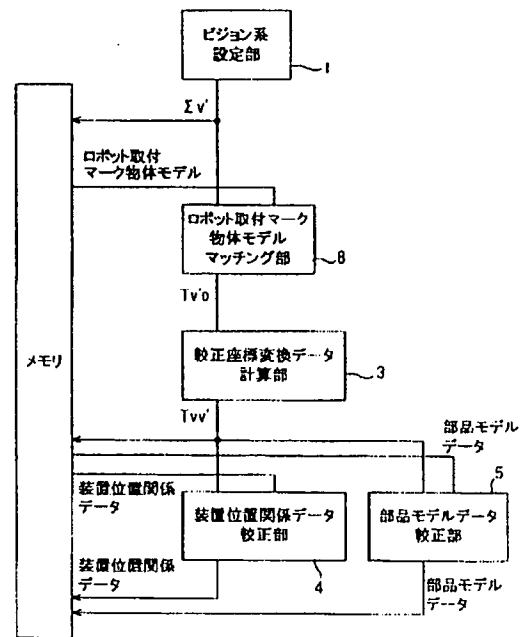 ビジョン系
設定部
1
Σv'
ロボット取付
マーク物体モデル
ロボット取付マーク
物体モデル
マッチング部
8
Tv'o
メモリ
較正座標変換データ
計算部
3
Tvv'
部品モデル
データ
装置位置関係
データ
装置位置関係データ
較正部
4
5
部品モデルデータ
較正部
装置位置関係
データ
部品モデル
データ